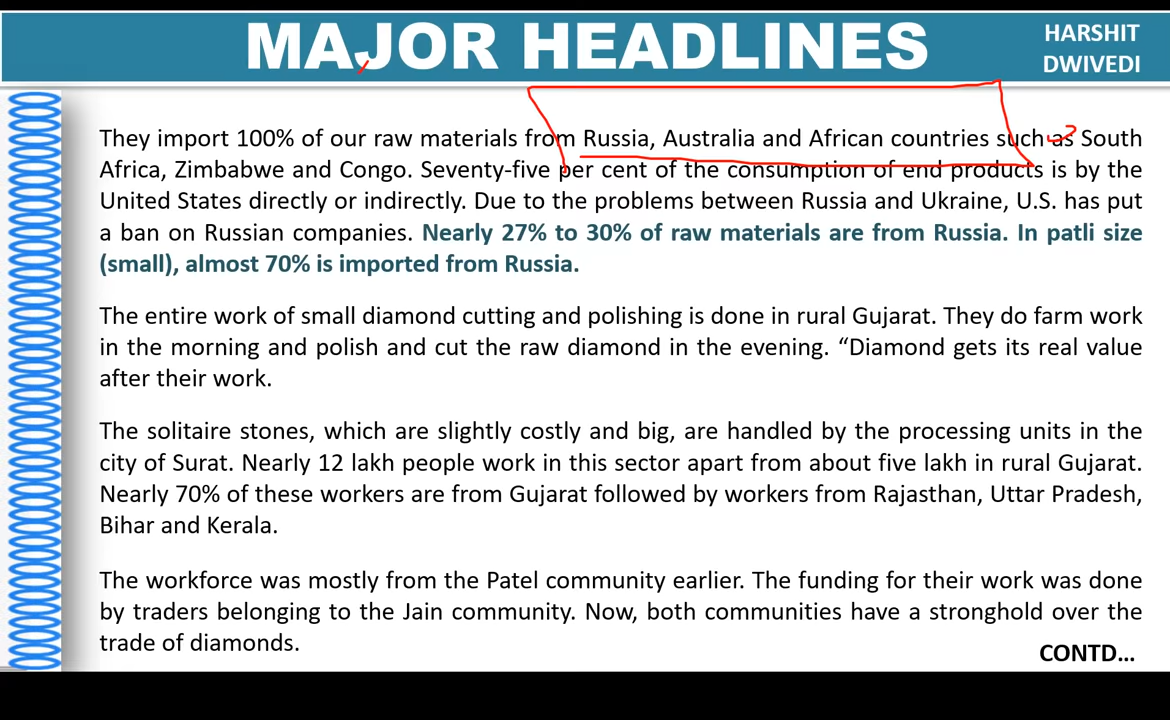 MAJOR HEADLINES
HARSHIT
DWIVEDI
They import 100% of our raw materials from Russia, Australia and African countries such as South
Africa, Zimbabwe and Congo. Seventy-five per cent of the consumption of end products is by the
United States directly or indirectly. Due to the problems between Russia and Ukraine, U.S. has put
a ban on Russian companies. Nearly 27% to 30% of raw materials are from Russia. In patli size
(small), almost 70% is imported from Russia.
The entire work of small diamond cutting and polishing is done in rural Gujarat. They do farm work
in the morning and polish and cut the raw diamond in the evening. “Diamond gets its real value
after their work.
The solitaire stones, which are slightly costly and big, are handled by the processing units in the
city of Surat. Nearly 12 lakh people work in this sector apart from about five lakh in rural Gujarat.
Nearly 70% of these workers are from Gujarat followed by workers from Rajasthan, Uttar Pradesh,
Bihar and Kerala.
The workforce was mostly from the Patel community earlier. The funding for their work was done
by traders belonging to the Jain community. Now, both communities have a stronghold over the
trade of diamonds.
CONTD...